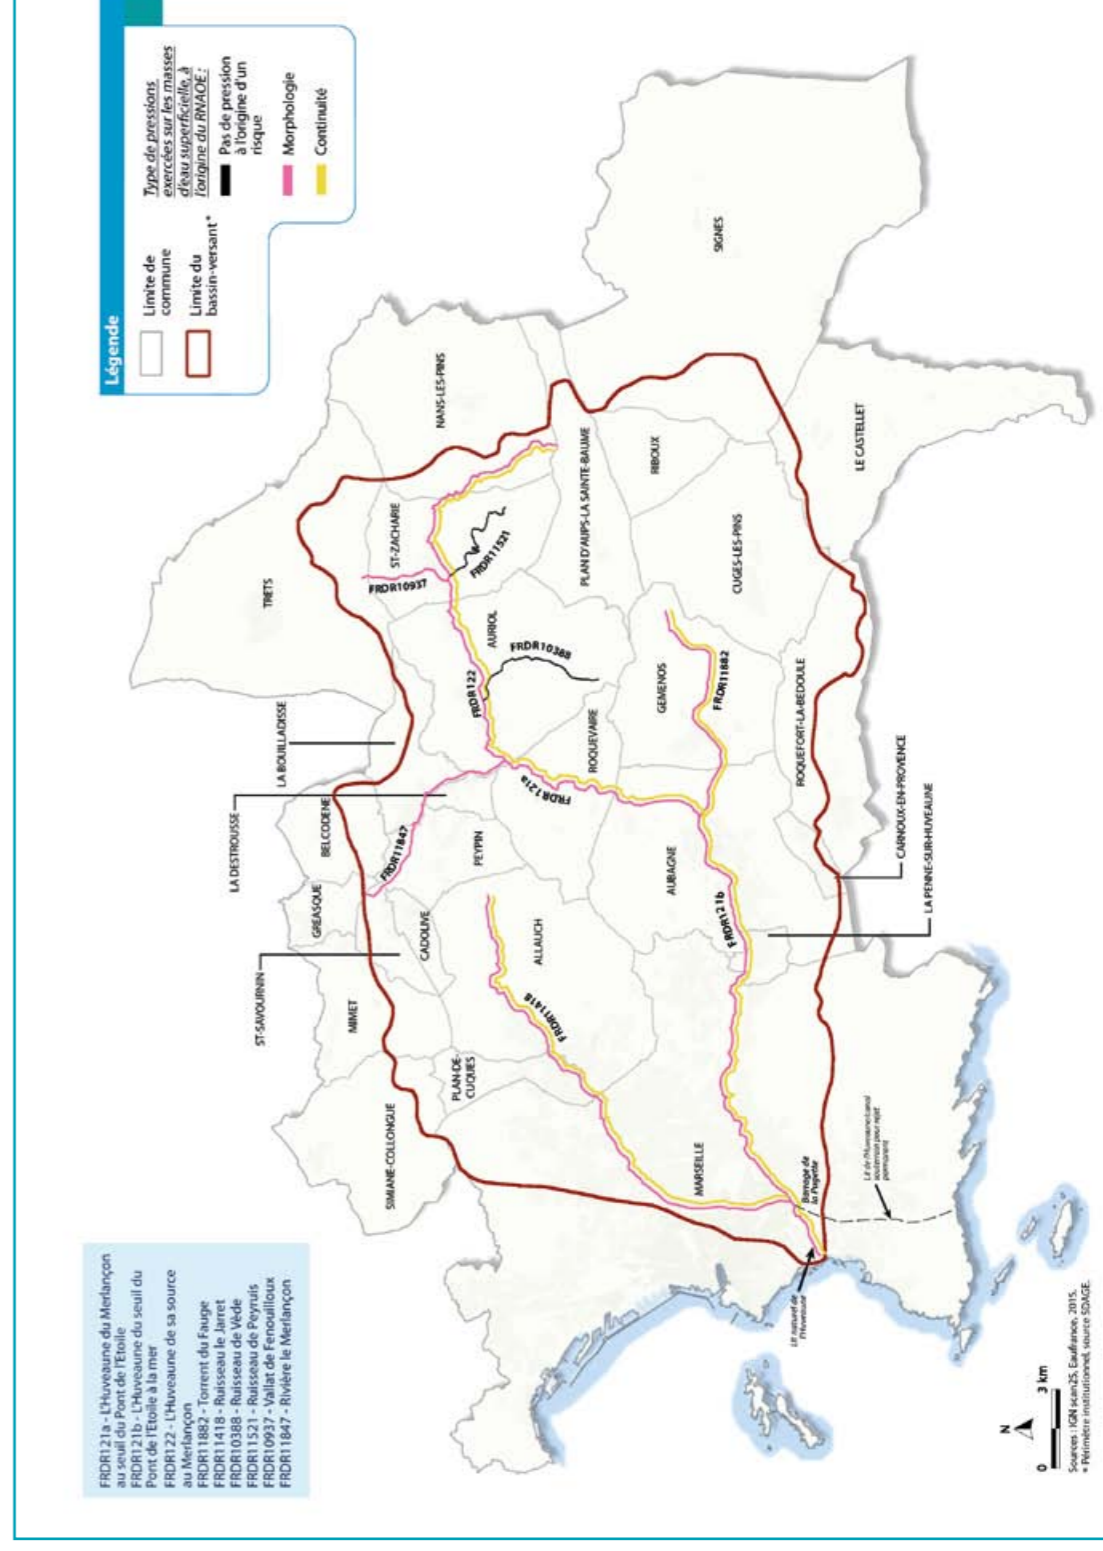 Légende
Limite de
commune
Limite du
bassin-versant*
Type de pressions
exercées sur les masses
d'eau superficielle, à
l'origine du RNAOE :
Pas de pression
à l'origine d'un
risque
Morphologie
Continuité
FRDR121a - L'Huveaune du Merlançon
au seuil du Pont de l'Etoile
FRDR121b - L'Huveaune du seuil du
Pont de l'Etoile à la mer
FRDR122 - L'Huveaune de sa source
au Merlançon
FRDR11882 - Torrent du Fauge
FRDR11418 - Ruisseau le Jarret
FRDR10388 - Ruisseau de Vède
FRDR11521 - Ruisseau de Peyruis
FRDR10937 - Vallat de Fenouilloux
FRDR11847 - Rivière le Merlançon
SIMIANE-COLLONGUE
MIMET
ST-SAVOURNIN
GREASQUE
BELCODENE
LA DESTROUSSE
LA BOUILLADISSE
TRETS
NANS-LES-PINS
ST-ZACHARIE
FRDR10937
FRDR11521
PLAN-DE-
CUQUES
CADOLIVE
PEYPIN
FRDR11847
FRDR122
AURIOL
FRDR10388
PLAN D'AUPS-LA SAINTE-BAUME
SIGNES
ALLAUCH
FRDR11418
FRDR121a
ROQUEVAIRE
RIBOUX
MARSEILLE
AUBAGNE
FRDR121b
GEMENOS
FRDR11882
CUGES-LES-PINS
LE CASTELLET
ROQUEFORT-LA-BEDOULE
CARNOUX-EN-PROVENCE
LA PENNE-SUR-HUVEAUNE
Barrage de
la Pugette
Lit naturel de
l'Huveaune
Lit de l'Huveaune (canal
souterrain pour rejet
permanent
N
0 3 km
Sources : IGN scan25, Eaufrance, 2015.
* Périmètre institutionnel, source SDAGE.